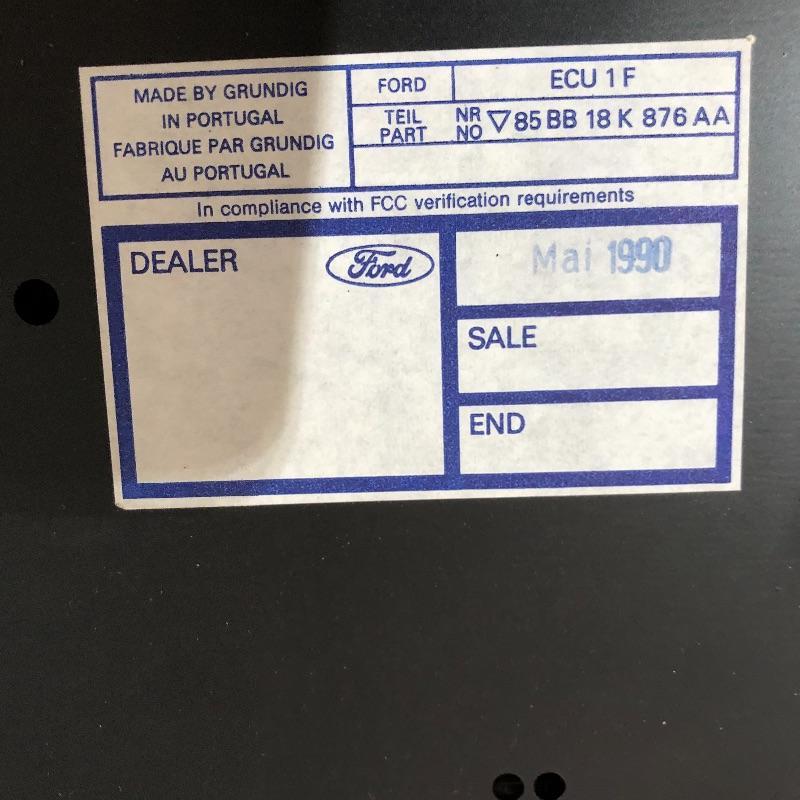 MADE BY GRUNDIG
IN PORTUGAL
FABRIQUE PAR GRUNDIG
AU PORTUGAL
FORD
ECU 1 F
TEIL
PART
NR
NO
▽85 BB 18 K 876 AA
In compliance with FCC verification requirements
DEALER
Ford
Mai 1990
SALE
END